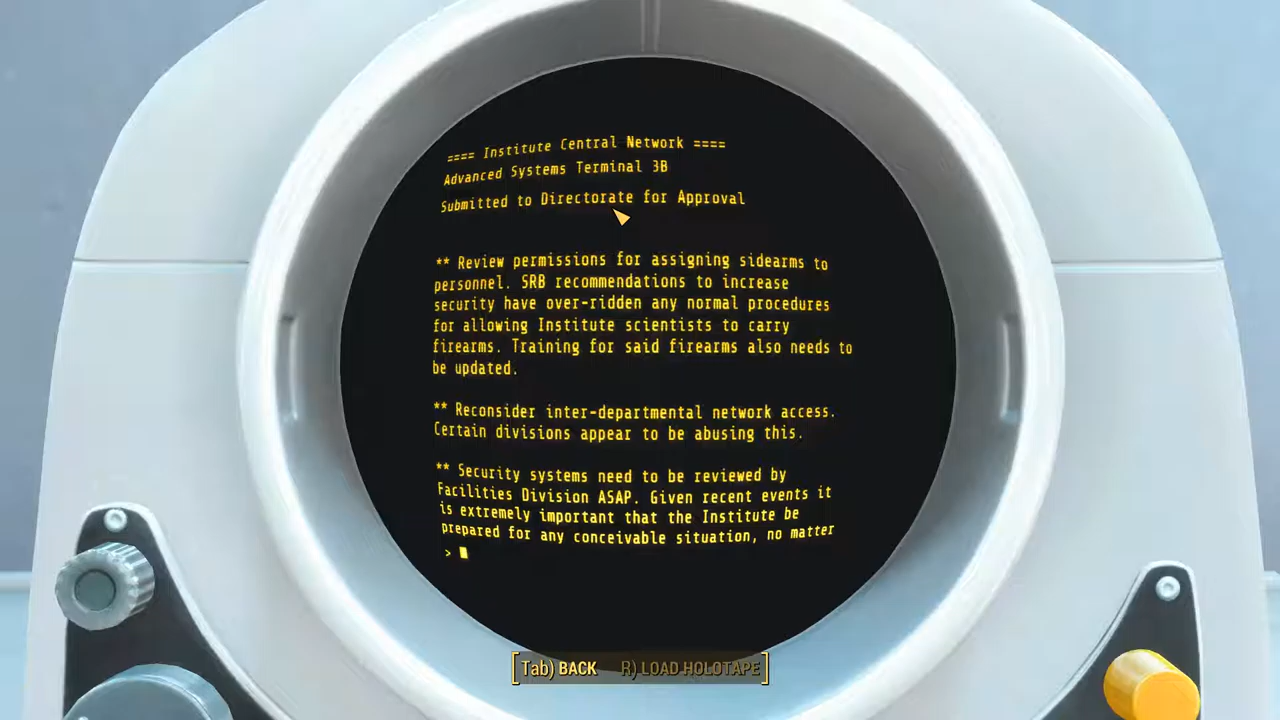 ==== Institute Central Network ====
Advanced Systems Terminal 3B
Submitted to Directorate for Approval
** Review permissions for assigning sidearms to
personnel. SRB recommendations to increase
security have over-ridden any normal procedures
for allowing Institute scientists to carry
firearms. Training for said firearms also needs to
be updated.
** Reconsider inter-departmental network access.
Certain divisions appear to be abusing this.
** Security systems need to be reviewed by
Facilities Division ASAP. Given recent events it
is extremely important that the Institute be
prepared for any conceivable situation, no matter
>
Tab) BACK R) LOAD HOLOTAPE